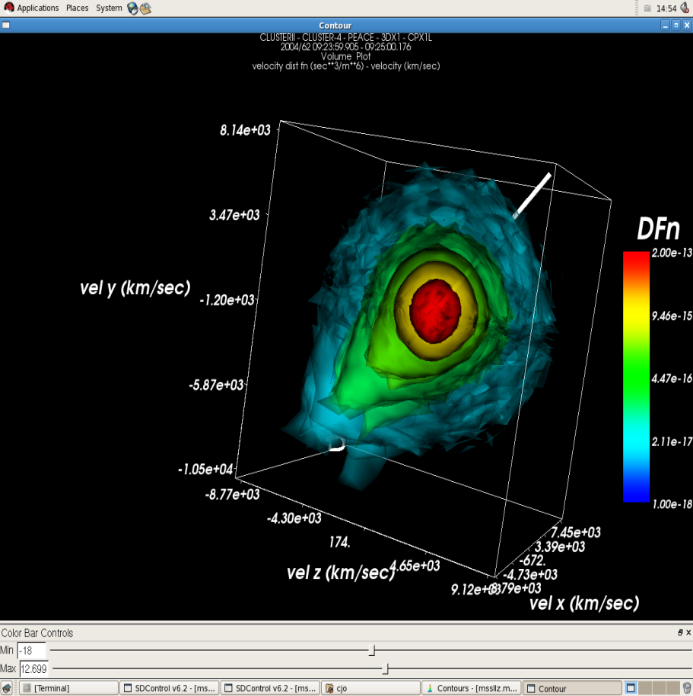 Applications Places System 14:54
Contour
CLUSTERII - CLUSTER-4 - PEACE - 3DX1 - CPX1L
2004/62 09:23:59.905 - 09:25:00.176
Volume Plot
velocity dist fn (sec**3/m**6) - velocity (km/sec)
8.14e+03
3.47e+03
vel y (km/sec)
-1.20e+03
-5.87e+03
-1.05e+04
-8.77e+03
-4.30e+03
174.
4.65e+03
9.12e+03
vel z (km/sec)
7.45e+03
3.39e+03
-672.
-4.73e+03
vel x (km/sec)
DFn
2.00e-13
9.46e-15
4.47e-16
2.11e-17
1.00e-18
Color Bar Controls
Min -18
Max 12.699
[Terminal] SDControl v6.2 - [ms... SDControl v6.2 - [ms... cjo Contours - [mssllz.m... Contour